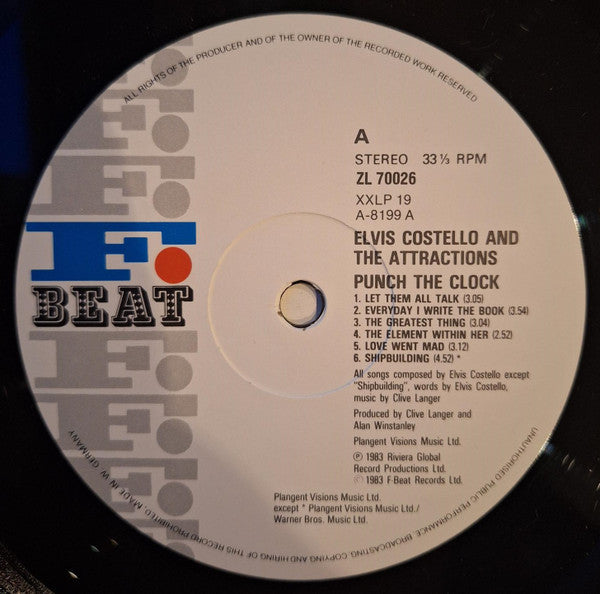 ALL RIGHTS OF THE PRODUCER AND OF THE OWNER OF THE RECORDED WORK RESERVED
F.
BEAT
A
STEREO 33⅓ RPM
ZL 70026
XXLP 19
A-8199 A
ELVIS COSTELLO AND
THE ATTRACTIONS
PUNCH THE CLOCK
1. LET THEM ALL TALK (3.05)
2. EVERYDAY I WRITE THE BOOK (3.54)
3. THE GREATEST THING (3.04)
4. THE ELEMENT WITHIN HER (2.52)
5. LOVE WENT MAD (3.12)
6. SHIPBUILDING (4.52) *
All songs composed by Elvis Costello except
"Shipbuilding", words by Elvis Costello,
music by Clive Langer
Produced by Clive Langer and
Alan Winstanley
Plangent Visions Music Ltd.
℗ 1983 Riviera Global
Record Productions Ltd.
© 1983 F-Beat Records Ltd.
Plangent Visions Music Ltd.
except * Plangent Visions Music Ltd./
Warner Bros. Music Ltd.
UNAUTHORISED PUBLIC PERFORMANCE, BROADCASTING, COPYING AND HIRING OF THIS RECORD PROHIBITED. MADE IN W. GERMANY